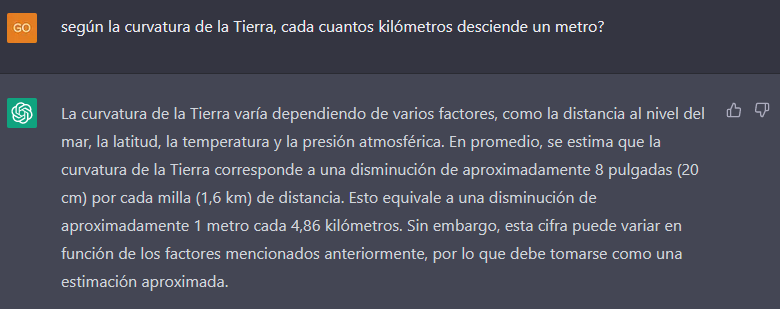 GO
según la curvatura de la Tierra, cada cuantos kilómetros desciende un metro?
La curvatura de la Tierra varía dependiendo de varios factores, como la distancia al nivel del
mar, la latitud, la temperatura y la presión atmosférica. En promedio, se estima que la
curvatura de la Tierra corresponde a una disminución de aproximadamente 8 pulgadas (20
cm) por cada milla (1,6 km) de distancia. Esto equivale a una disminución de
aproximadamente 1 metro cada 4,86 kilómetros. Sin embargo, esta cifra puede variar en
función de los factores mencionados anteriormente, por lo que debe tomarse como una
estimación aproximada.